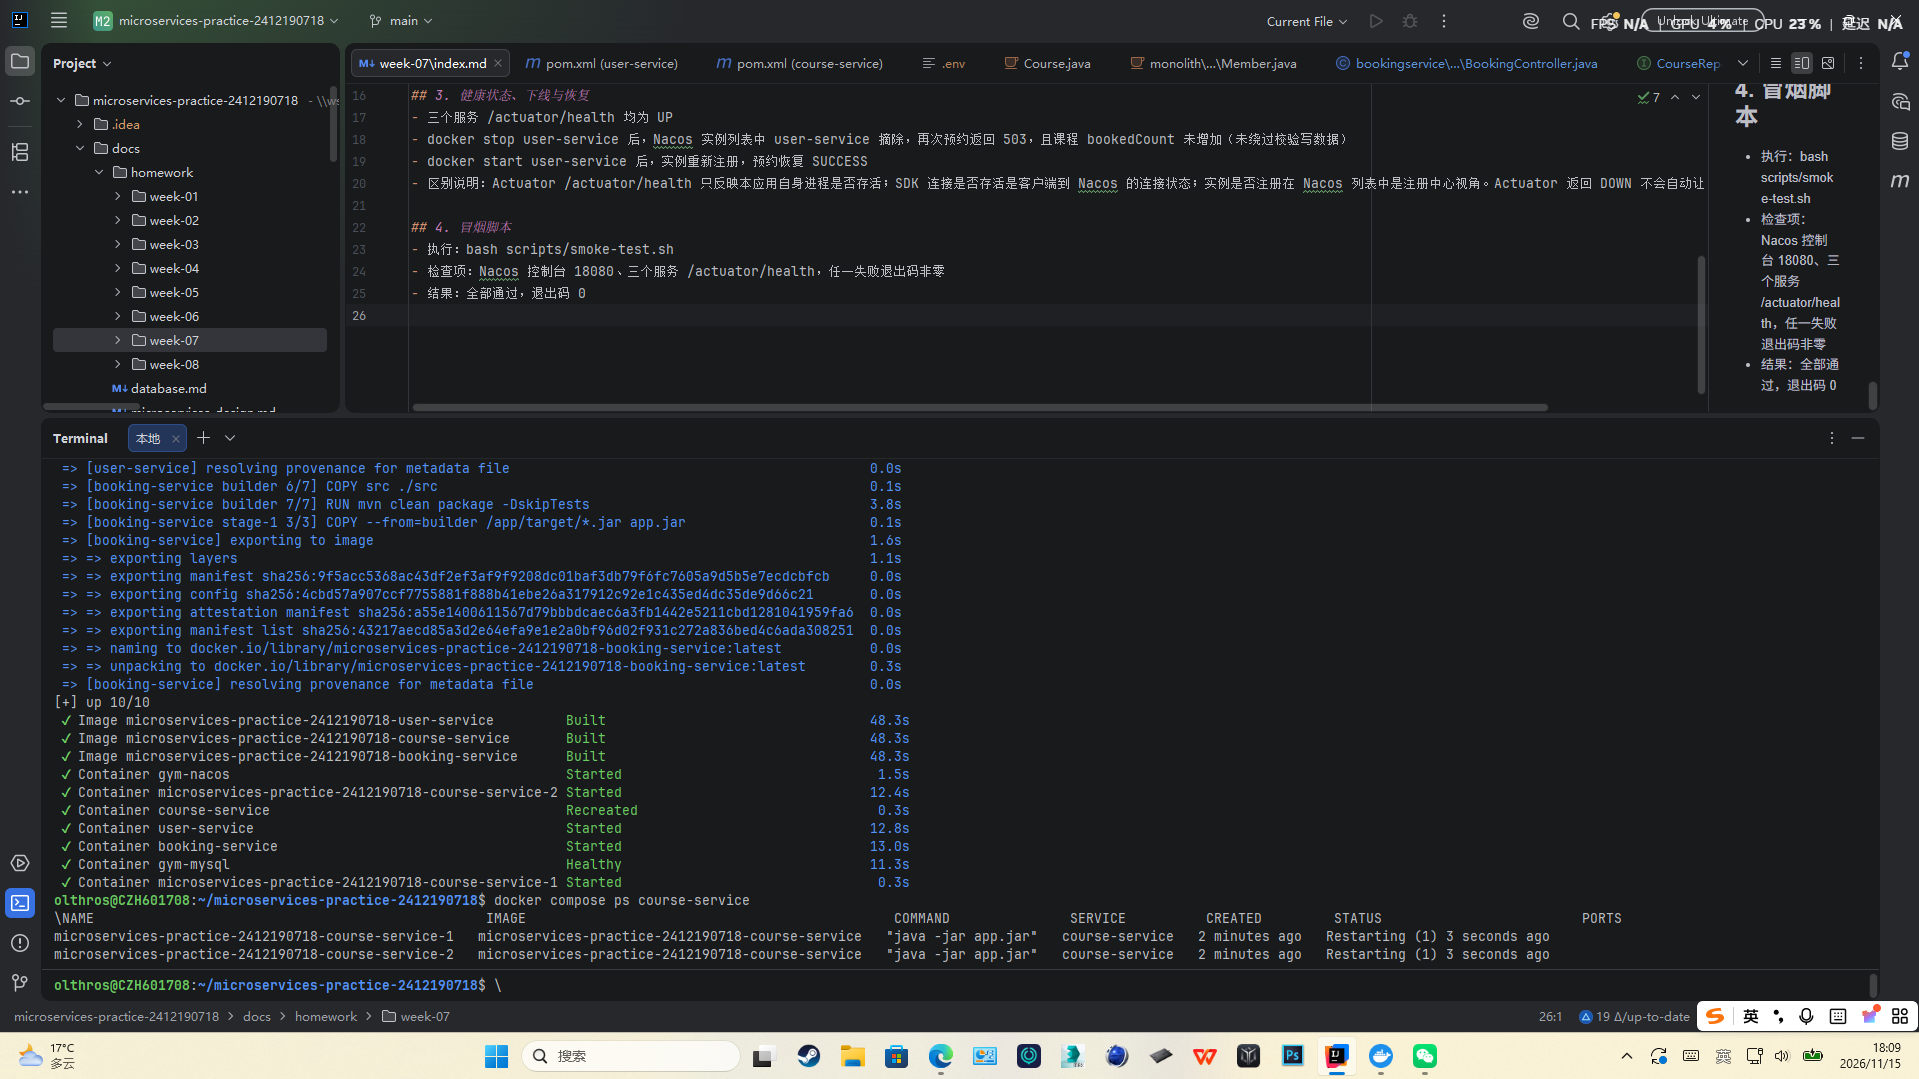 M2 microservices-practice-2412190718 main Current File
Project
microservices-practice-2412190718
.idea
docs
homework
week-01
week-02
week-03
week-04
week-05
week-06
week-07
week-08
database.md
week-07\index.md
pom.xml (user-service)
pom.xml (course-service)
.env
Course.java
monolith\...\Member.java
bookingservice\...\BookingController.java
CourseRep
16 ## 3. 健康状态、下线与恢复
17 - 三个服务 /actuator/health 均为 UP
18 - docker stop user-service 后，Nacos 实例列表中 user-service 摘除，再次预约返回 503，且课程 bookedCount 未增加（未绕过校验写数据）
19 - docker start user-service 后，实例重新注册，预约恢复 SUCCESS
20 - 区别说明：Actuator /actuator/health 只反映本应用自身进程是否存活；SDK 连接是否存活是客户端到 Nacos 的连接状态；实例是否注册在 Nacos 列表中是注册中心视角。Actuator 返回 DOWN 不会自动让
21
22 ## 4. 冒烟脚本
23 - 执行：bash scripts/smoke-test.sh
24 - 检查项：Nacos 控制台 18080、三个服务 /actuator/health，任一失败退出码非零
25 - 结果：全部通过，退出码 0
26
7
4. 冒烟脚
本
• 执行：bash
scripts/smok
e-test.sh
• 检查项：
Nacos 控制
台 18080、三
个服务
/actuator/heal
th，任一失败
退出码非零
• 结果：全部通
过，退出码 0
Terminal 本地
=> [user-service] resolving provenance for metadata file 0.0s
=> [booking-service builder 6/7] COPY src ./src 0.1s
=> [booking-service builder 7/7] RUN mvn clean package -DskipTests 3.8s
=> [booking-service stage-1 3/3] COPY --from=builder /app/target/*.jar app.jar 0.1s
=> [booking-service] exporting to image 1.6s
=> => exporting layers 1.1s
=> => exporting manifest sha256:9f5acc5368ac43df2ef3af9f9208dc01baf3db79f6fc7605a9d5b5e7ecdcbfcb 0.0s
=> => exporting config sha256:4cbd57a907ccf7755881f888b41ebe26a317912c92e1c435ed4dc35de9d66c21 0.0s
=> => exporting attestation manifest sha256:a55e1400611567d79bbbdcaec6a3fb1442e5211cbd1281041959fa6 0.0s
=> => exporting manifest list sha256:43217aecd85a3d2e64efa9e1e2a0bf96d02f931c272a836bed4c6ada308251 0.0s
=> => naming to docker.io/library/microservices-practice-2412190718-booking-service:latest 0.0s
=> => unpacking to docker.io/library/microservices-practice-2412190718-booking-service:latest 0.3s
=> [booking-service] resolving provenance for metadata file 0.0s
[+] up 10/10
✓ Image microservices-practice-2412190718-user-service Built 48.3s
✓ Image microservices-practice-2412190718-course-service Built 48.3s
✓ Image microservices-practice-2412190718-booking-service Built 48.3s
✓ Container gym-nacos Started 1.5s
✓ Container microservices-practice-2412190718-course-service-2 Started 12.4s
✓ Container course-service Recreated 0.3s
✓ Container user-service Started 12.8s
✓ Container booking-service Started 13.0s
✓ Container gym-mysql Healthy 11.3s
✓ Container microservices-practice-2412190718-course-service-1 Started 0.3s
olthros@CZH601708:~/microservices-practice-2412190718$ docker compose ps course-service
\NAME IMAGE COMMAND SERVICE CREATED STATUS PORTS
microservices-practice-2412190718-course-service-1 microservices-practice-2412190718-course-service "java -jar app.jar" course-service 2 minutes ago Restarting (1) 3 seconds ago
microservices-practice-2412190718-course-service-2 microservices-practice-2412190718-course-service "java -jar app.jar" course-service 2 minutes ago Restarting (1) 3 seconds ago
olthros@CZH601708:~/microservices-practice-2412190718$ \
microservices-practice-2412190718 > docs > homework > week-07
26:1 19 Δ/up-to-date
英
17°C
多云
搜索
英
18:09
2026/11/15
FPS N/A | GPU 4% | CPU 23% | 延迟 N/A